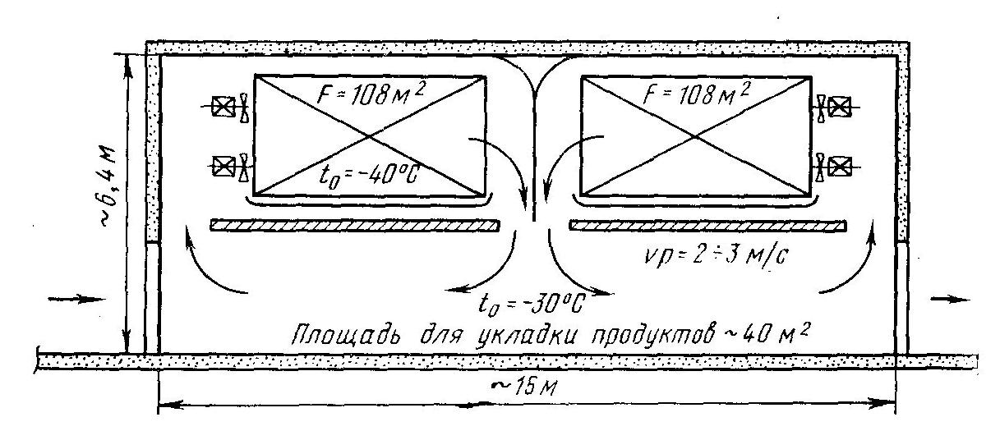 F = 108 м²
F = 108 м²
t₀ = -40°C
~6,4 м
vp = 2 ÷ 3 м/с
t₀ = -30°C
Площадь для укладки продуктов ~ 40 м²
~15 м